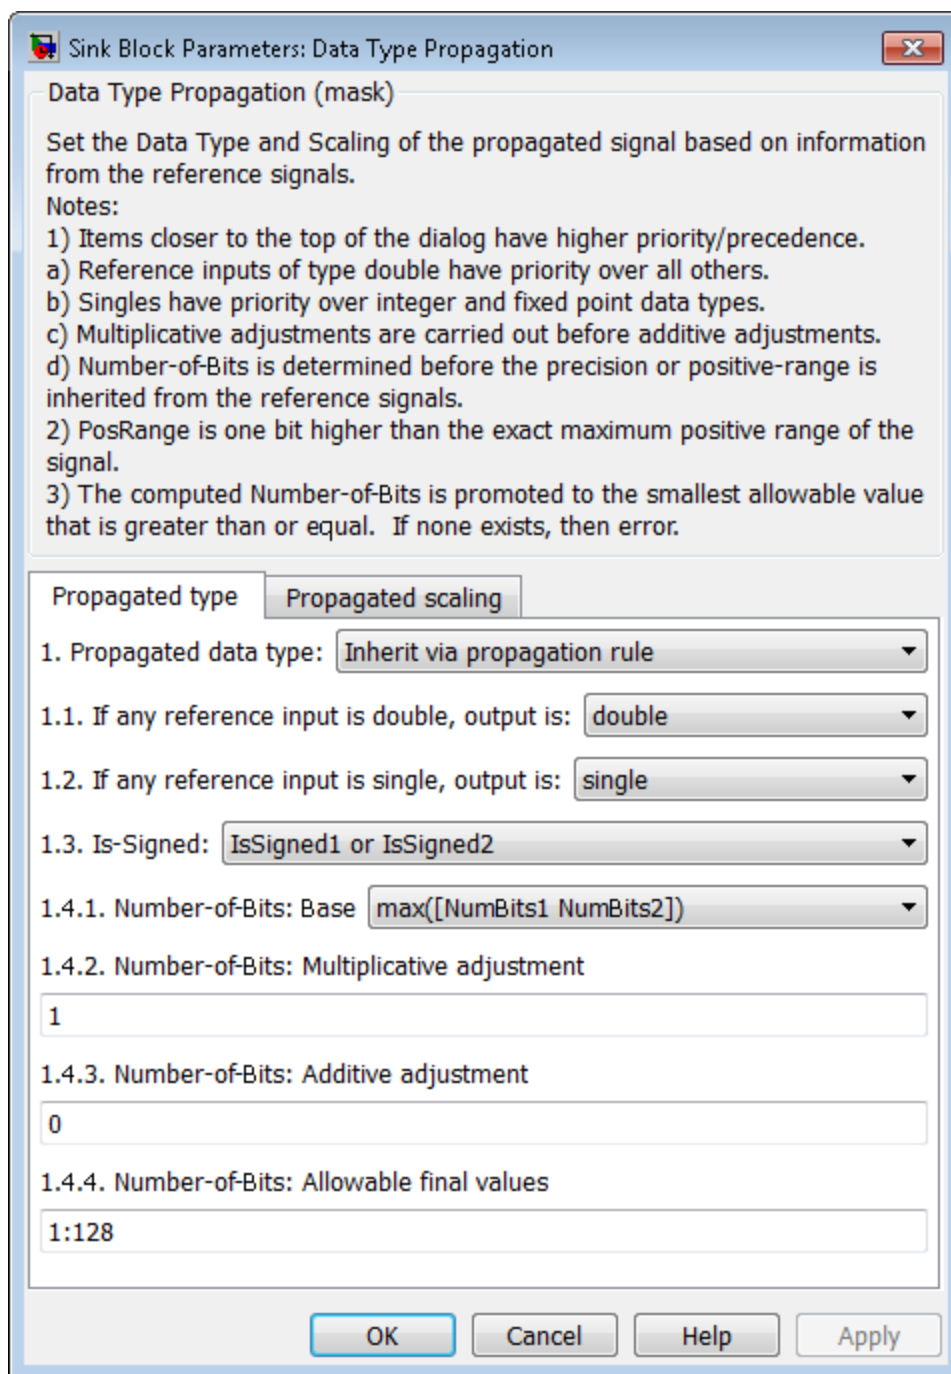 Sink Block Parameters: Data Type Propagation
Data Type Propagation (mask)
Set the Data Type and Scaling of the propagated signal based on information
from the reference signals.
Notes:
1) Items closer to the top of the dialog have higher priority/precedence.
a) Reference inputs of type double have priority over all others.
b) Singles have priority over integer and fixed point data types.
c) Multiplicative adjustments are carried out before additive adjustments.
d) Number-of-Bits is determined before the precision or positive-range is
inherited from the reference signals.
2) PosRange is one bit higher than the exact maximum positive range of the
signal.
3) The computed Number-of-Bits is promoted to the smallest allowable value
that is greater than or equal.  If none exists, then error.
Propagated type Propagated scaling
1. Propagated data type: Inherit via propagation rule
1.1. If any reference input is double, output is: double
1.2. If any reference input is single, output is: single
1.3. Is-Signed: IsSigned1 or IsSigned2
1.4.1. Number-of-Bits: Base max([NumBits1 NumBits2])
1.4.2. Number-of-Bits: Multiplicative adjustment
1
1.4.3. Number-of-Bits: Additive adjustment
0
1.4.4. Number-of-Bits: Allowable final values
1:128
OK Cancel Help Apply